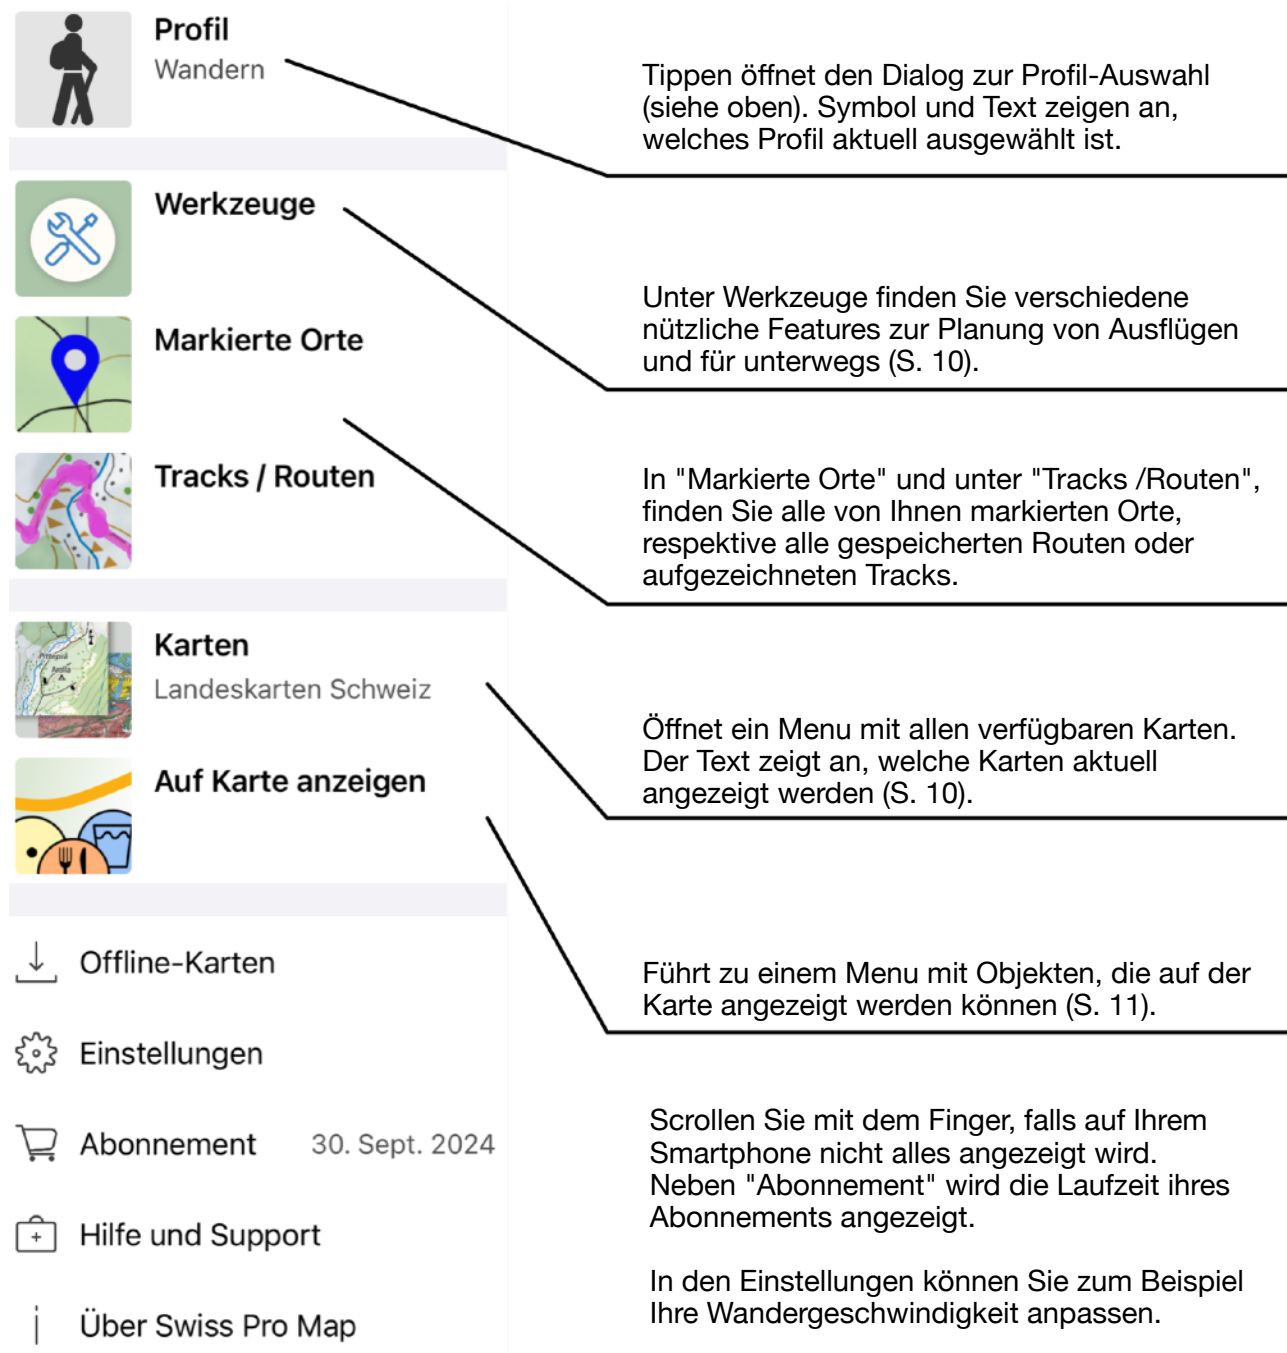 Profil
Wandern
Tippen öffnet den Dialog zur Profil-Auswahl
(siehe oben). Symbol und Text zeigen an,
welches Profil aktuell ausgewählt ist.
Werkzeuge
Unter Werkzeuge finden Sie verschiedene
nützliche Features zur Planung von Ausflügen
und für unterwegs (S. 10).
Markierte Orte
Tracks / Routen
In "Markierte Orte" und unter "Tracks /Routen",
finden Sie alle von Ihnen markierten Orte,
respektive alle gespeicherten Routen oder
aufgezeichneten Tracks.
Karten
Landeskarten Schweiz
Arolla
Öffnet ein Menu mit allen verfügbaren Karten.
Der Text zeigt an, welche Karten aktuell
angezeigt werden (S. 10).
Auf Karte anzeigen
Führt zu einem Menu mit Objekten, die auf der
Karte angezeigt werden können (S. 11).
Offline-Karten
Einstellungen
Abonnement 30. Sept. 2024
Hilfe und Support
Über Swiss Pro Map
Scrollen Sie mit dem Finger, falls auf Ihrem
Smartphone nicht alles angezeigt wird.
Neben "Abonnement" wird die Laufzeit ihres
Abonnements angezeigt.
In den Einstellungen können Sie zum Beispiel
Ihre Wandergeschwindigkeit anpassen.